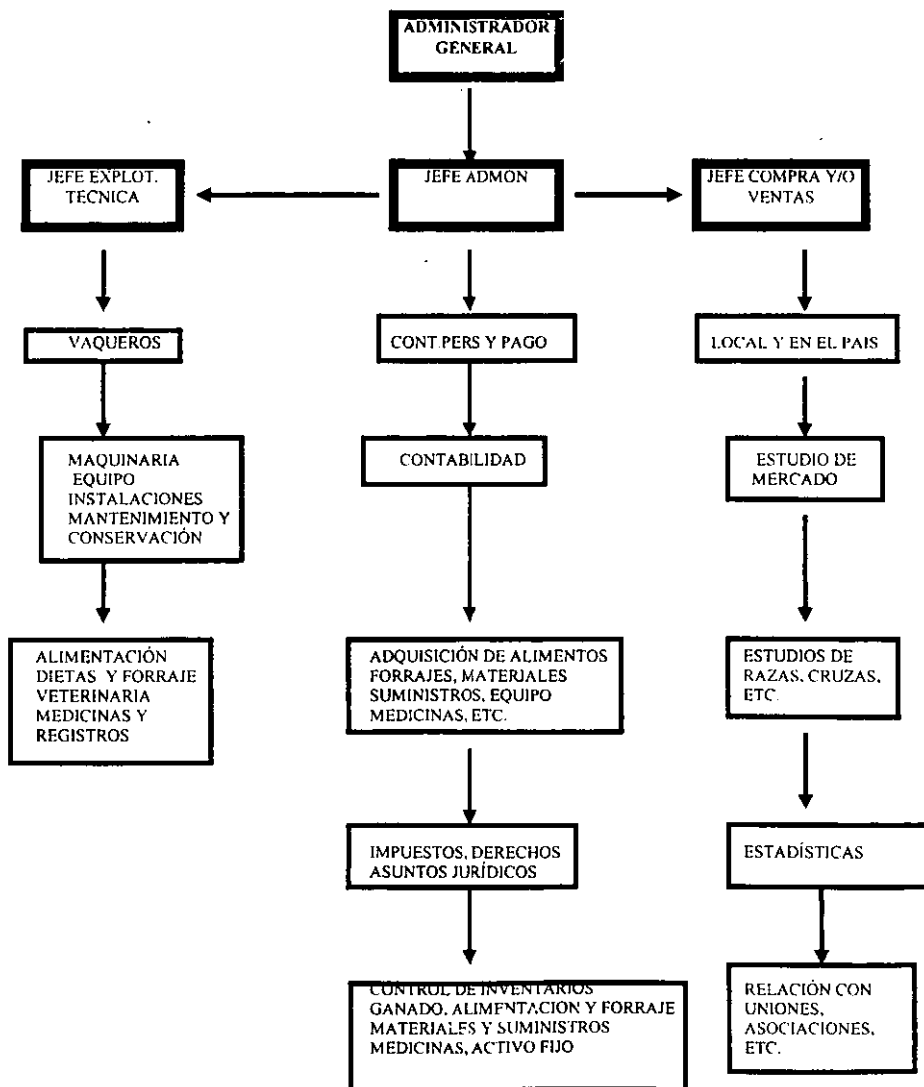 ADMINISTRADOR
GENERAL
JEFE EXPLOT.
TECNICA
JEFE ADMON
JEFE COMPRA Y/O
VENTAS
VAQUEROS
CONT.PERS Y PAGO
LOCAL Y EN EL PAIS
MAQUINARIA
EQUIPO
INSTALACIONES
MANTENIMIENTO Y
CONSERVACIÓN
CONTABILIDAD
ESTUDIO DE
MERCADO
ALIMENTACIÓN
DIETAS Y FORRAJE
VETERINARIA
MEDICINAS Y
REGISTROS
ADQUISICIÓN DE ALIMENTOS
FORRAJES, MATERIALES
SUMINISTROS, EQUIPO
MEDICINAS, ETC.
ESTUDIOS DE
RAZAS, CRUZAS,
ETC.
IMPUESTOS, DERECHOS
ASUNTOS JURÍDICOS
ESTADÍSTICAS
CONTROL DE INVENTARIOS
GANADO, ALIMENTACION Y FORRAJE
MATERIALES Y SUMINISTROS
MEDICINAS, ACTIVO FIJO
RELACIÓN CON
UNIONES,
ASOCIACIONES,
ETC.